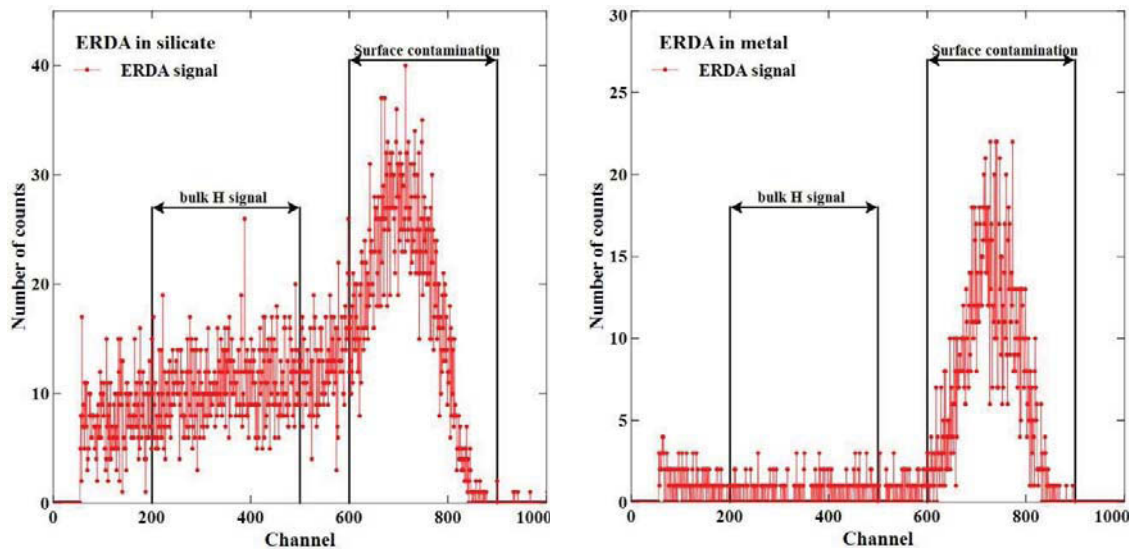 ERDA in silicate
ERDA signal
Surface contamination
bulk H signal
Number of counts
40
30
20
10
0
0 200 400 600 800 1000
Channel
ERDA in metal
ERDA signal
Surface contamination
bulk H signal
Number of counts
30
25
20
15
10
5
0
0 200 400 600 800 1000
Channel